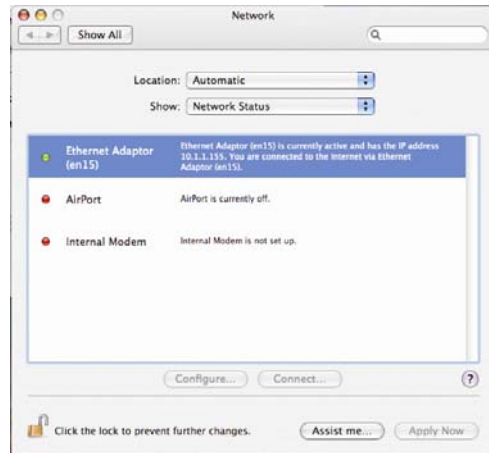 Network
Show All
Location: Automatic
Show: Network Status
Ethernet Adaptor
(en15)
Ethernet Adaptor (en15) is currently active and has the IP address
10.1.1.155. You are connected to the Internet via Ethernet
Adaptor (en15).
AirPort
AirPort is currently off.
Internal Modem
Internal Modem is not set up.
Configure...
Connect...
?
Click the lock to prevent further changes.
Assist me...
Apply Now